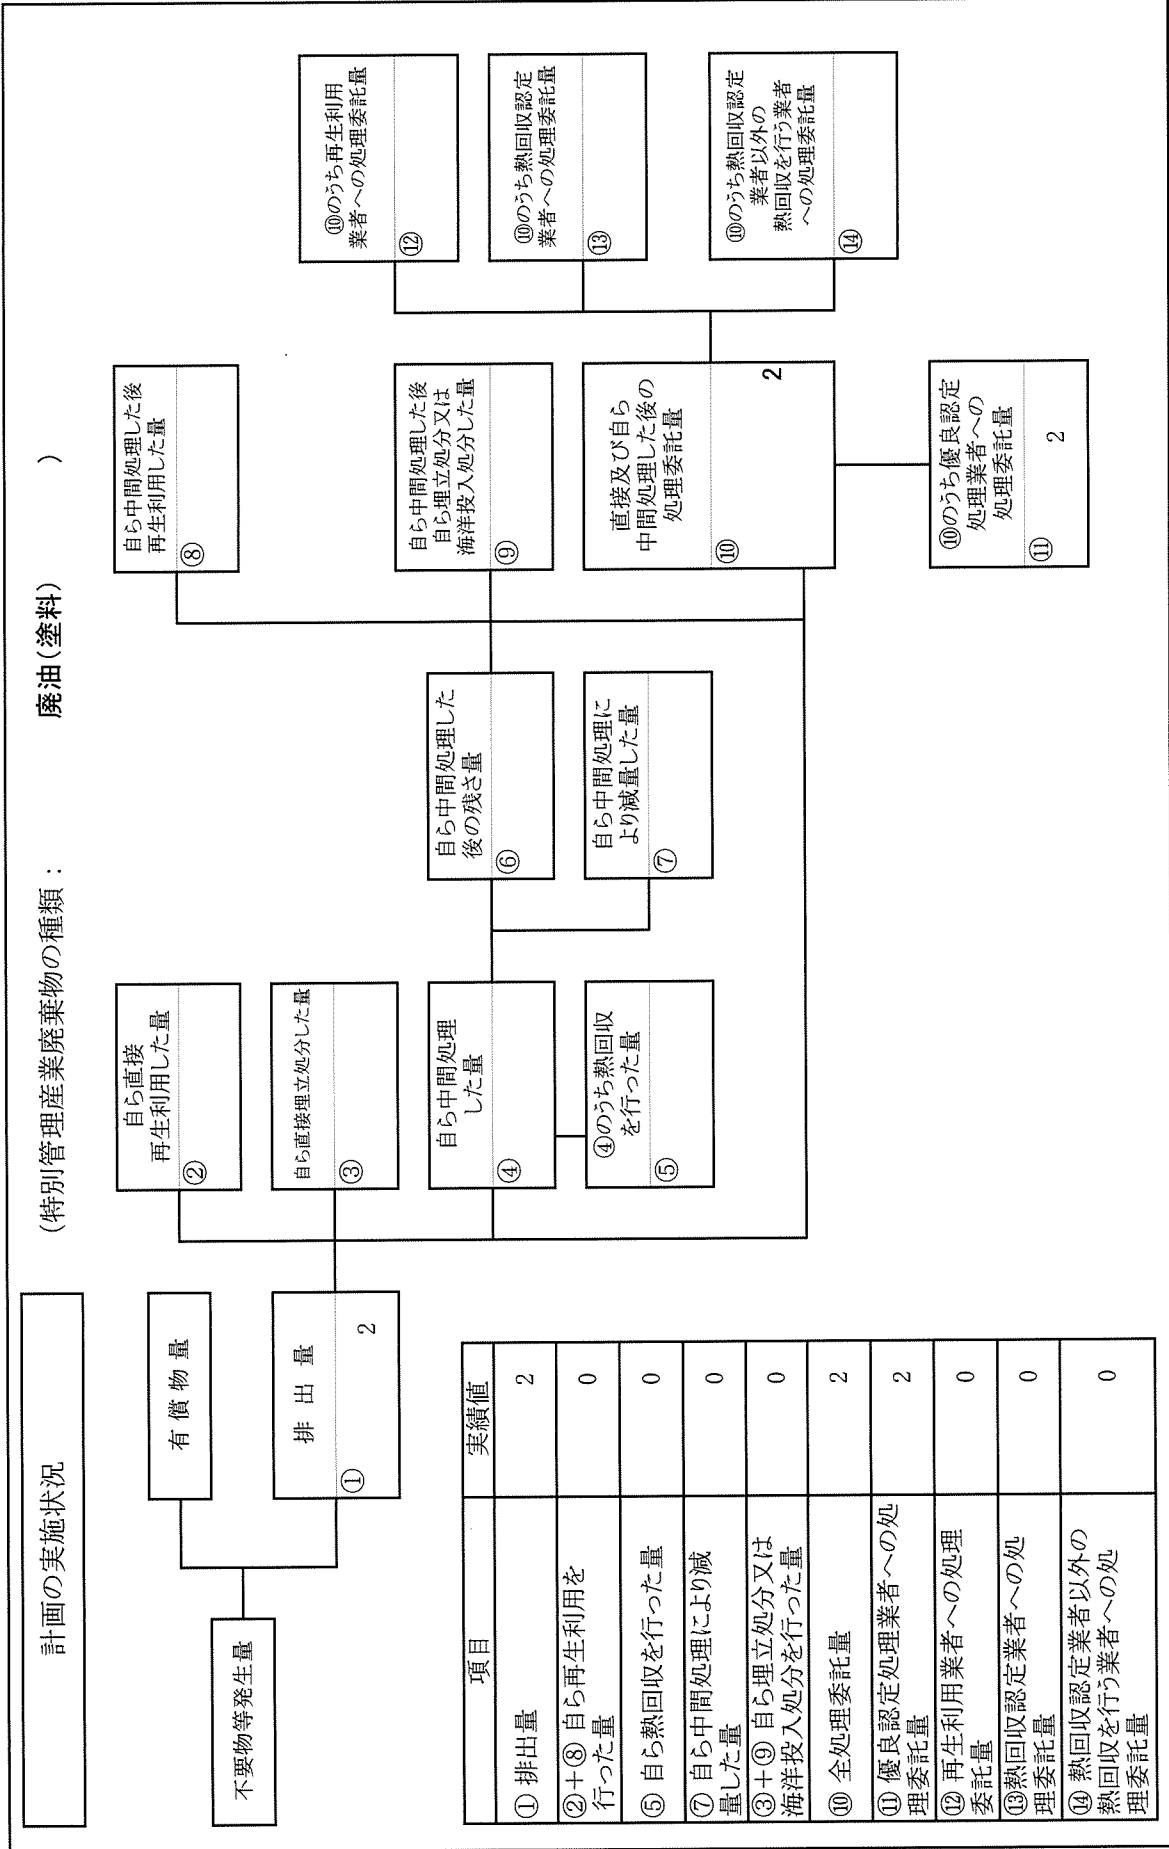 計画の実施状況
(特別管理産業廃棄物の種類：　廃油(塗料)　)
不要物等発生量
有償物量
排出量
①
2
自ら直接
再生利用した量
②
自ら直接埋立処分した量
③
自ら中間処理
した量
④
④のうち熱回収
を行った量
⑤
自ら中間処理した
後の残さ量
⑥
自ら中間処理に
より減量した量
⑦
自ら中間処理した後
再生利用した量
⑧
自ら中間処理した後
自ら埋立処分又は
海洋投入処分した量
⑨
直接及び自ら
中間処理した後の
処理委託量
⑩
2
⑩のうち優良認定
処理業者への
処理委託量
⑪
2
⑩のうち再生利用
業者への処理委託量
⑫
⑩のうち熱回収認定
業者への処理委託量
⑬
⑩のうち熱回収認定
業者以外の
熱回収を行う業者
への処理委託量
⑭
項目　実績値
①排出量　2
②+⑧ 自ら再生利用を
行った量　0
⑤ 自ら熱回収を行った量　0
⑦ 自ら中間処理により減
量した量　0
③+⑨ 自ら埋立処分又は
海洋投入処分を行った量　0
⑩ 全処理委託量　2
⑪ 優良認定処理業者への処
理委託量　2
⑫ 再生利用業者への処理
委託量　0
⑬熱回収認定業者への処
理委託量　0
⑭ 熱回収認定業者以外の
熱回収を行う業者への処
理委託量　0